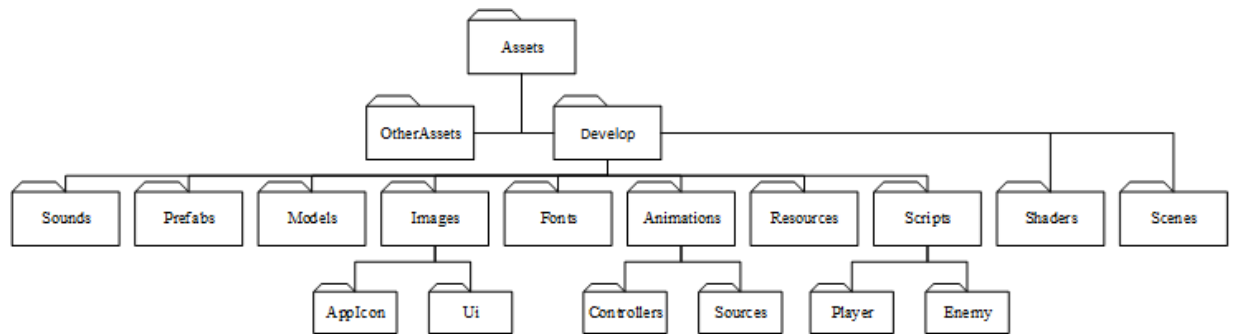 Assets
OtherAssets
Develop
Sounds
Prefabs
Models
Images
Fonts
Animations
Resources
Scripts
Shaders
Scenes
AppIcon
Ui
Controllers
Sources
Player
Enemy